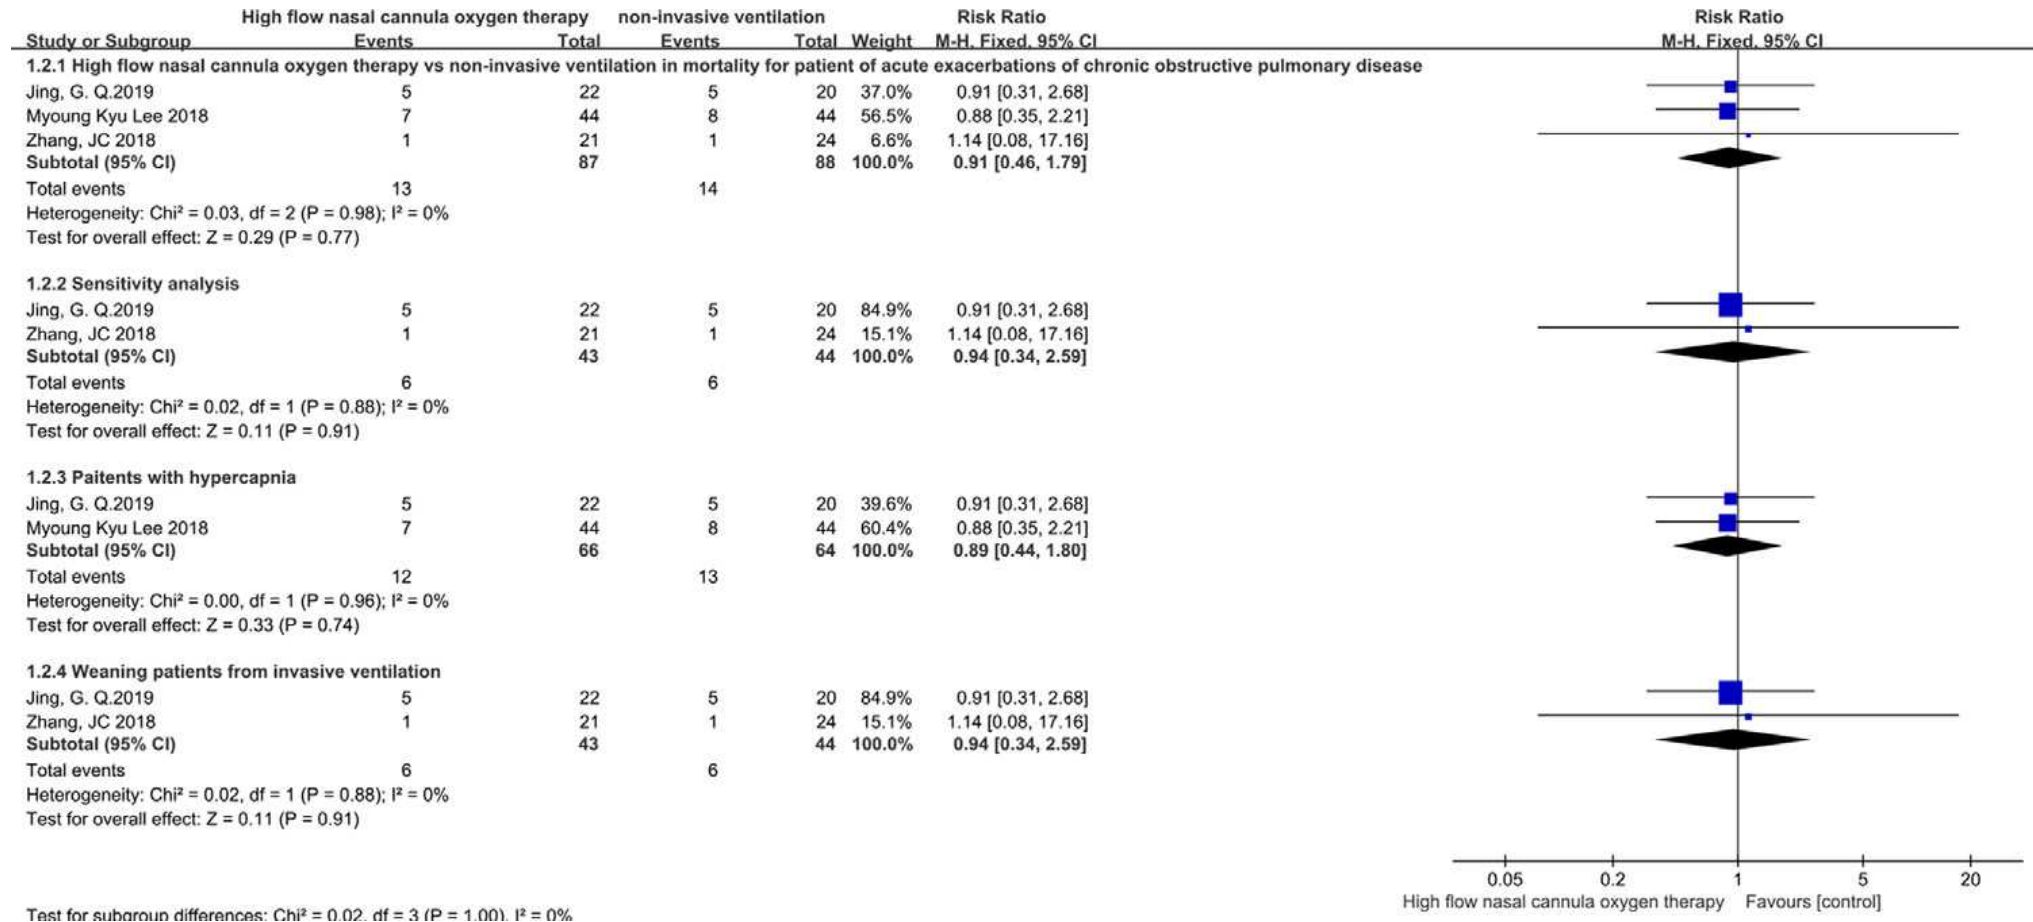 High flow nasal cannula oxygen therapy non-invasive ventilation Risk Ratio Risk Ratio
Study or Subgroup Events Total Events Total Weight M-H, Fixed, 95% CI M-H, Fixed, 95% CI
1.2.1 High flow nasal cannula oxygen therapy vs non-invasive ventilation in mortality for patient of acute exacerbations of chronic obstructive pulmonary disease
Jing, G. Q.2019 5 22 5 20 37.0% 0.91 [0.31, 2.68]
Myoung Kyu Lee 2018 7 44 8 44 56.5% 0.88 [0.35, 2.21]
Zhang, JC 2018 1 21 1 24 6.6% 1.14 [0.08, 17.16]
Subtotal (95% CI) 87 88 100.0% 0.91 [0.46, 1.79]
Total events 13 14
Heterogeneity: Chi² = 0.03, df = 2 (P = 0.98); I² = 0%
Test for overall effect: Z = 0.29 (P = 0.77)
1.2.2 Sensitivity analysis
Jing, G. Q.2019 5 22 5 20 84.9% 0.91 [0.31, 2.68]
Zhang, JC 2018 1 21 1 24 15.1% 1.14 [0.08, 17.16]
Subtotal (95% CI) 43 44 100.0% 0.94 [0.34, 2.59]
Total events 6 6
Heterogeneity: Chi² = 0.02, df = 1 (P = 0.88); I² = 0%
Test for overall effect: Z = 0.11 (P = 0.91)
1.2.3 Paitents with hypercapnia
Jing, G. Q.2019 5 22 5 20 39.6% 0.91 [0.31, 2.68]
Myoung Kyu Lee 2018 7 44 8 44 60.4% 0.88 [0.35, 2.21]
Subtotal (95% CI) 66 64 100.0% 0.89 [0.44, 1.80]
Total events 12 13
Heterogeneity: Chi² = 0.00, df = 1 (P = 0.96); I² = 0%
Test for overall effect: Z = 0.33 (P = 0.74)
1.2.4 Weaning patients from invasive ventilation
Jing, G. Q.2019 5 22 5 20 84.9% 0.91 [0.31, 2.68]
Zhang, JC 2018 1 21 1 24 15.1% 1.14 [0.08, 17.16]
Subtotal (95% CI) 43 44 100.0% 0.94 [0.34, 2.59]
Total events 6 6
Heterogeneity: Chi² = 0.02, df = 1 (P = 0.88); I² = 0%
Test for overall effect: Z = 0.11 (P = 0.91)
0.05 0.2 1 5 20
High flow nasal cannula oxygen therapy Favours [control]
Test for subgroup differences: Chi² = 0.02, df = 3 (P = 1.00), I² = 0%